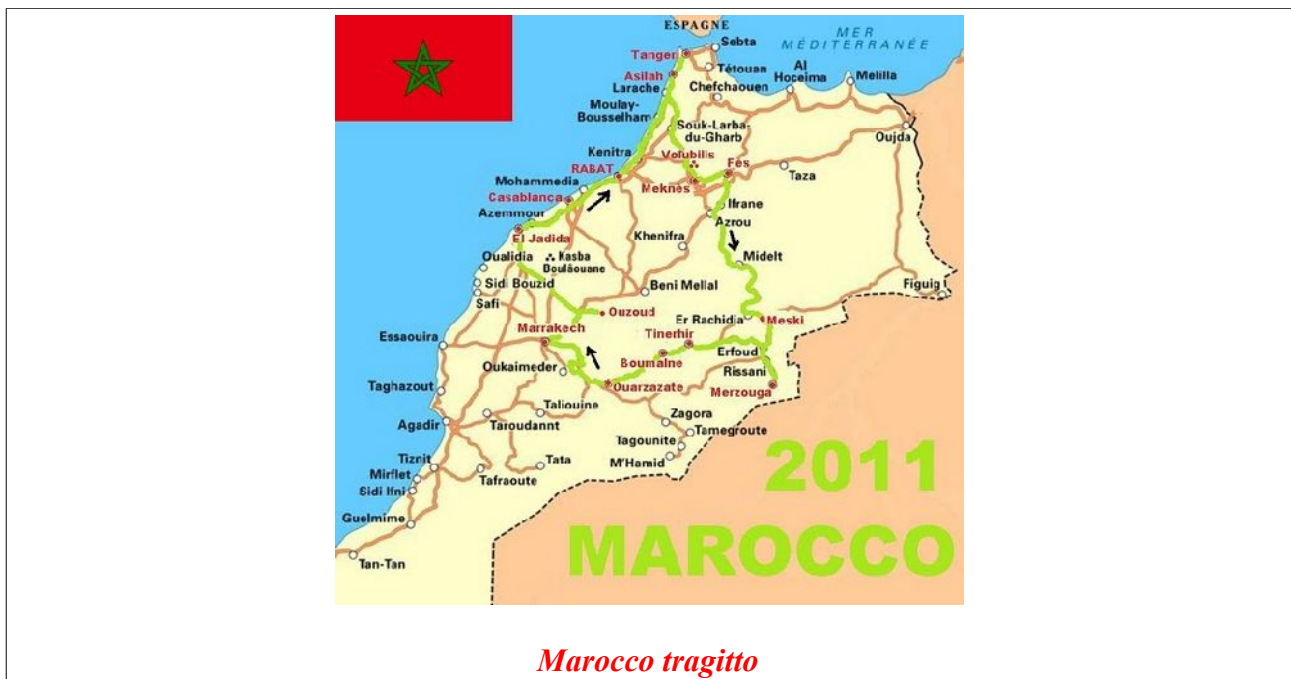 ESPAGNE
MER
MÉDITERRANÉE
Sebta
Tanger
Tétouan
Asilah
Al
Hoceima
Melilla
Larache
Chefchaouen
Moulay-
Bousselham
Souk-Larba-
du-Gharb
Oujda
Kenitra
Volubilis
Fès
RABAT
Taza
Mohammedia
Meknès
Casablanca
Ifrane
Azemmour
Azrou
El Jadida
Khenifra
Oualidia
Kasba
Boulâouane
Midelt
Sidi Bouzid
Beni Mellal
Figuig
Safi
Ouzoud
Er Rachidia
Meski
Marrakech
Tinerhir
Essaouira
Erfoud
Boumalne
Oukaimeder
Rissani
Ouarzazate
Merzouga
Taghazout
Taliouine
Zagora
Agadir
Taroudannt
Tamegroute
Tagounite
Tiznit
Tata
M'Hamid
Mirflet
Tafraoute
Sidi Ifni
2011
Guelmime
MAROCCO
Tan-Tan
Marocco tragitto